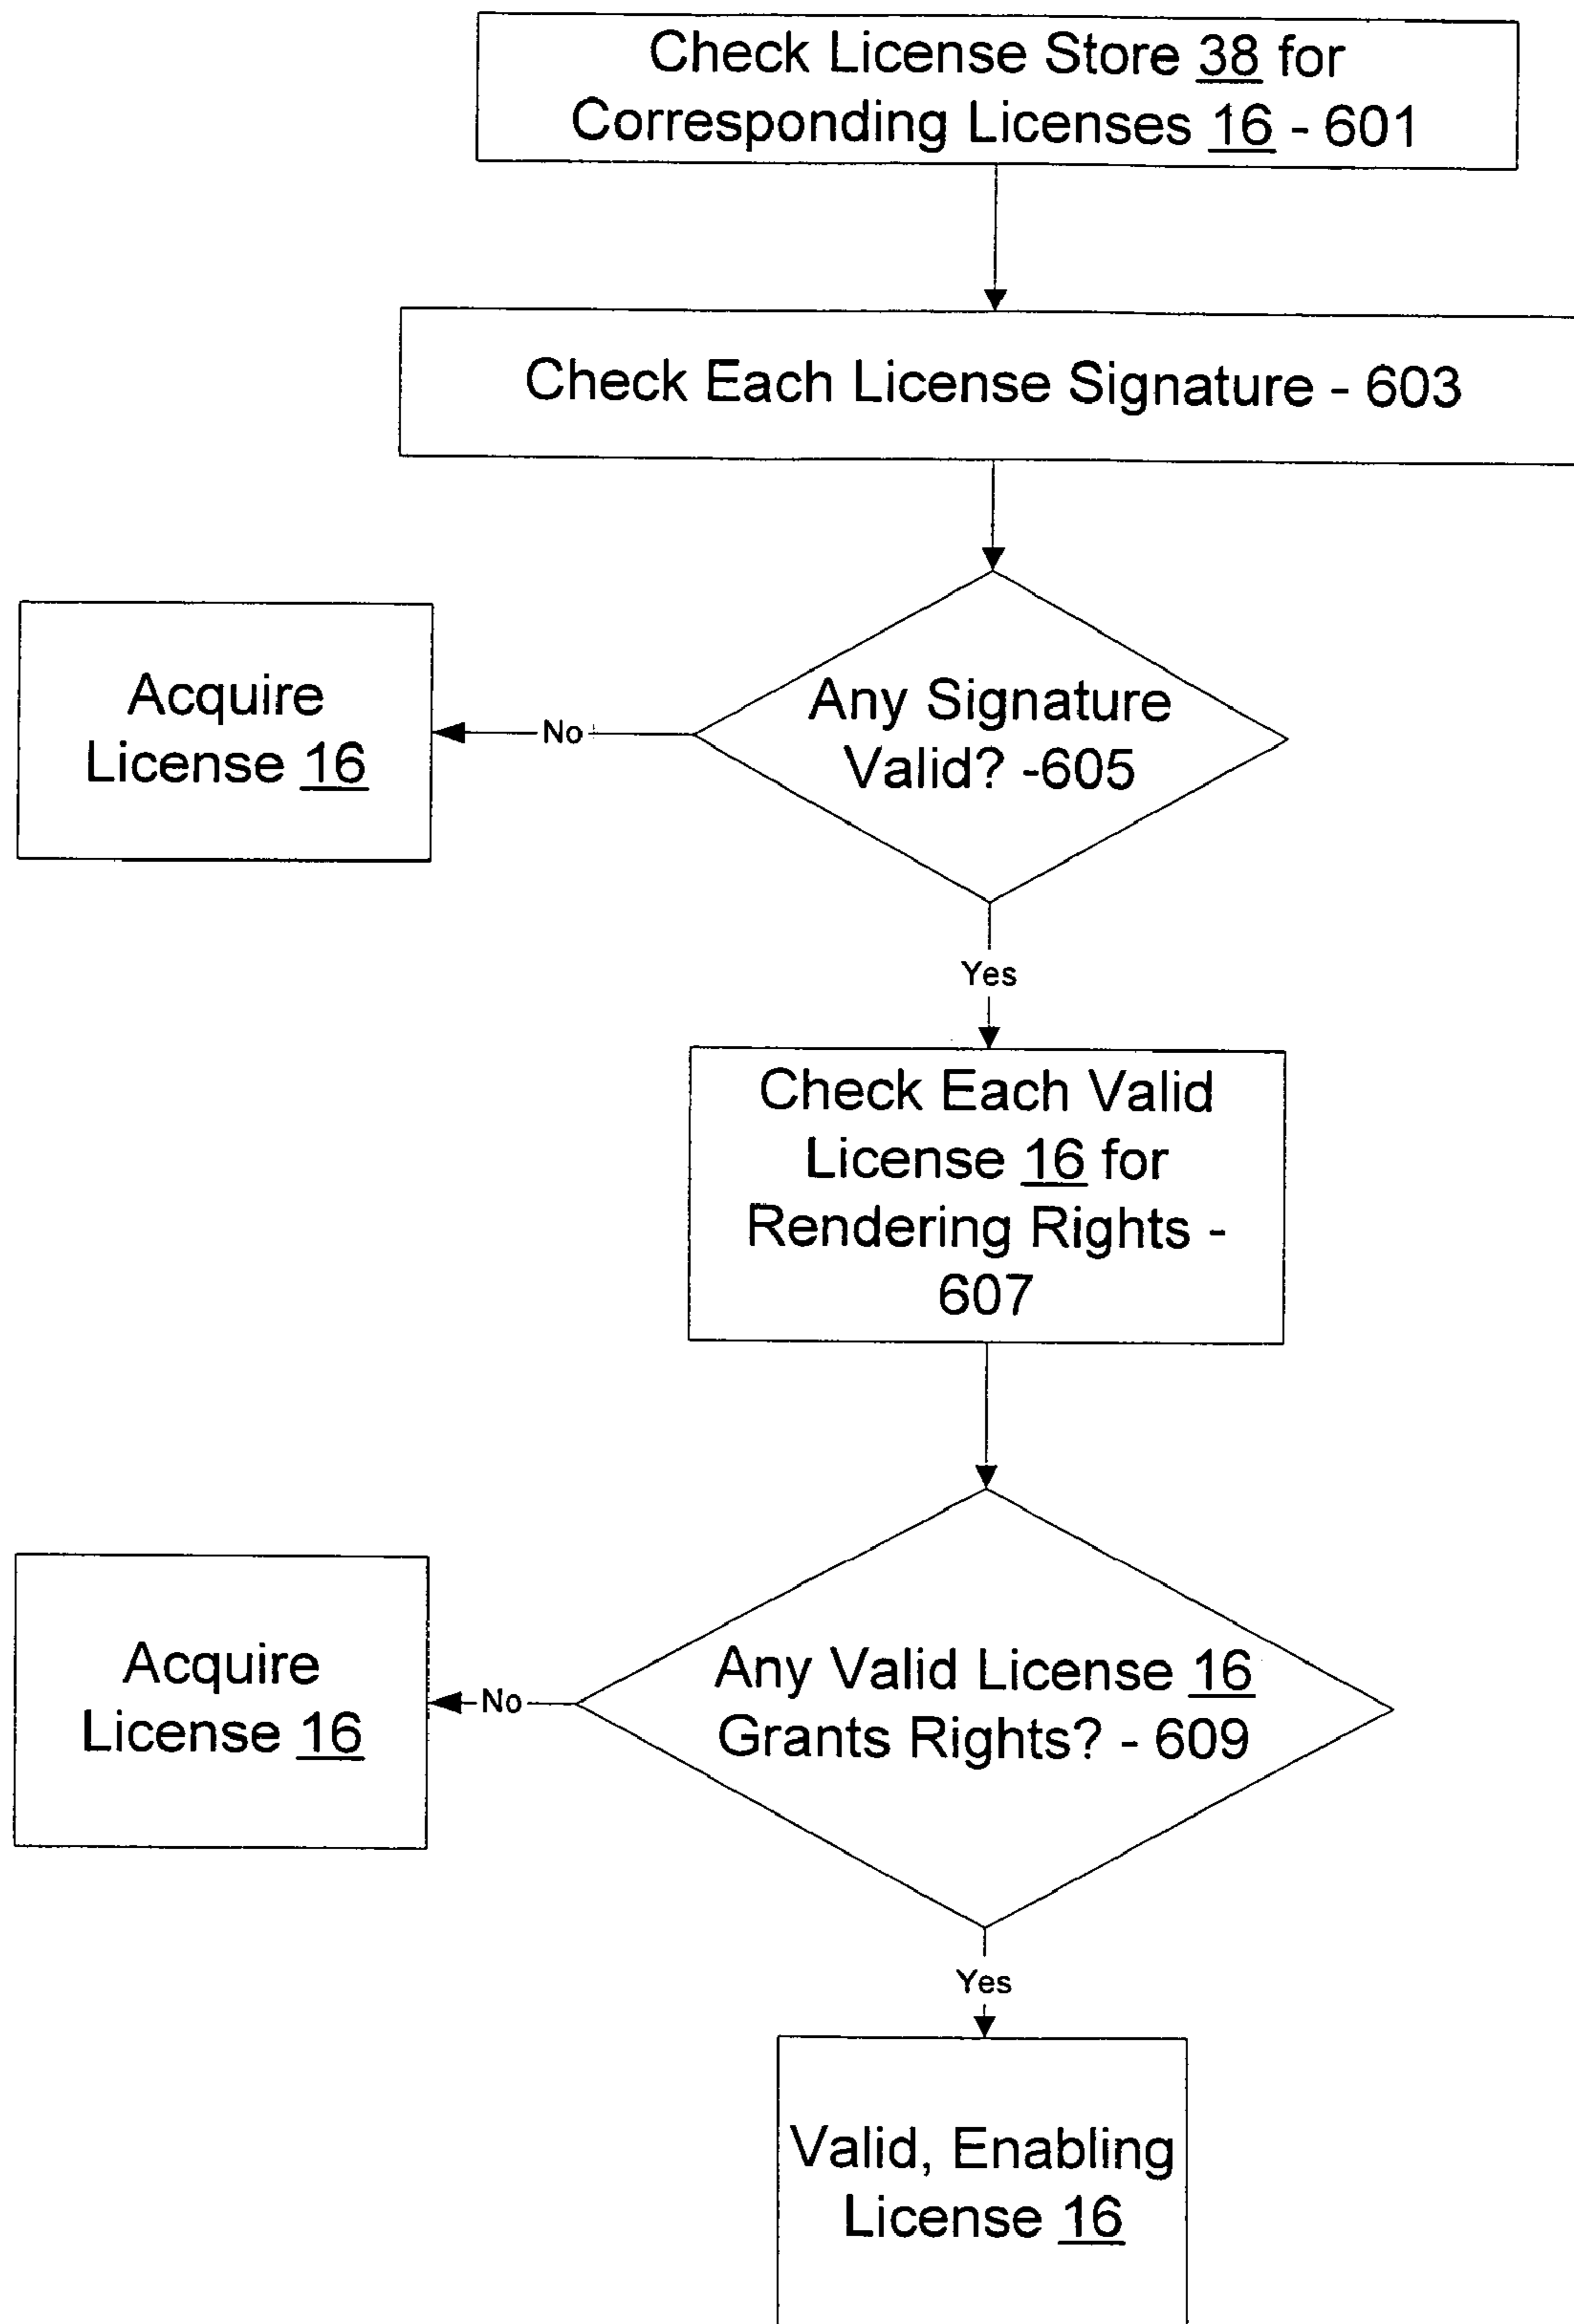 Check License Store 38 for
Corresponding Licenses 16 - 601
Check Each License Signature - 603
Any Signature
Valid? -605
No
Acquire
License 16
Yes
Check Each Valid
License 16 for
Rendering Rights -
607
Any Valid License 16
Grants Rights? - 609
No
Acquire
License 16
Yes
Valid, Enabling
License 16